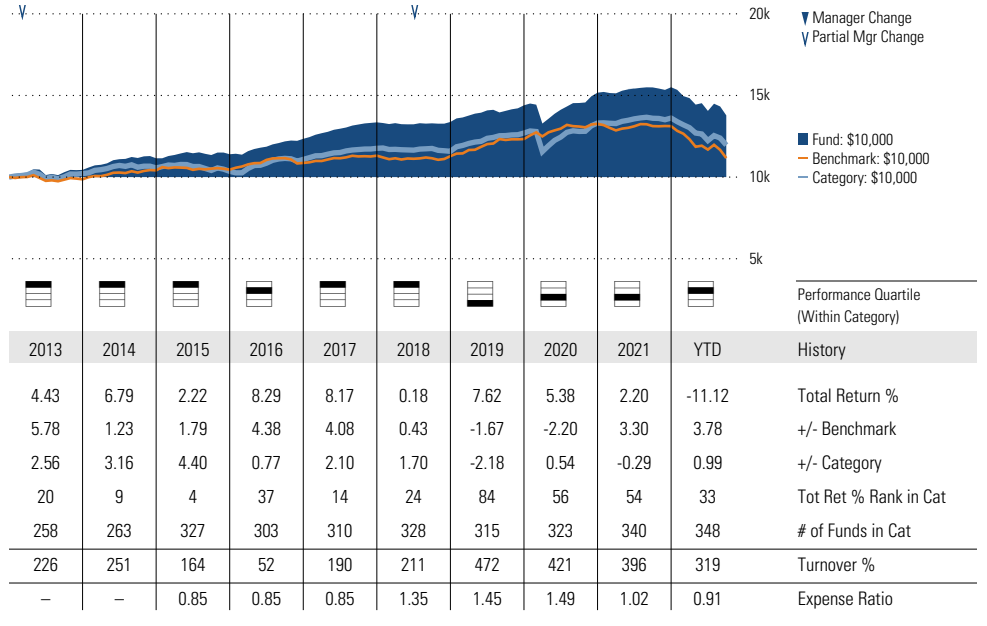 20k
Manager Change
Partial Mgr Change
15k
Fund: $10,000
Benchmark: $10,000
Category: $10,000
10k
5k
Performance Quartile
(Within Category)
2013 2014 2015 2016 2017 2018 2019 2020 2021 YTD History
4.43 6.79 2.22 8.29 8.17 0.18 7.62 5.38 2.20 -11.12 Total Return %
5.78 1.23 1.79 4.38 4.08 0.43 -1.67 -2.20 3.30 3.78 +/- Benchmark
2.56 3.16 4.40 0.77 2.10 1.70 -2.18 0.54 -0.29 0.99 +/- Category
20 9 4 37 14 24 84 56 54 33 Tot Ret % Rank in Cat
258 263 327 303 310 328 315 323 340 348 # of Funds in Cat
226 251 164 52 190 211 472 421 396 319 Turnover %
– – 0.85 0.85 0.85 1.35 1.45 1.49 1.02 0.91 Expense Ratio